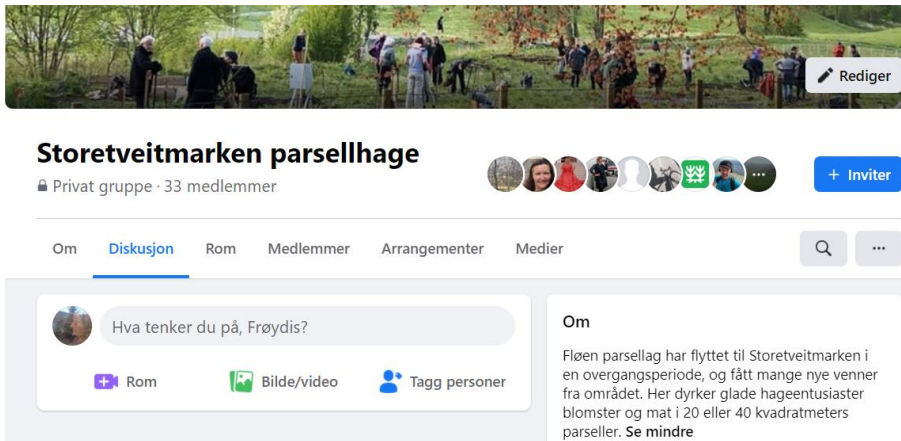 Rediger
Storetveitmarken parsellhage
Privat gruppe · 33 medlemmer
+ Inviter
Om
Diskusjon
Rom
Medlemmer
Arrangementer
Medier
Hva tenker du på, Frøydis?
Rom
Bilde/video
Tagg personer
Om
Fløen parsellag har flyttet til Storetveitmarken i
en overgangsperiode, og fått mange nye venner
fra området. Her dyrker glade hageentusiaster
blomster og mat i 20 eller 40 kvadratmeters
parseller. Se mindre